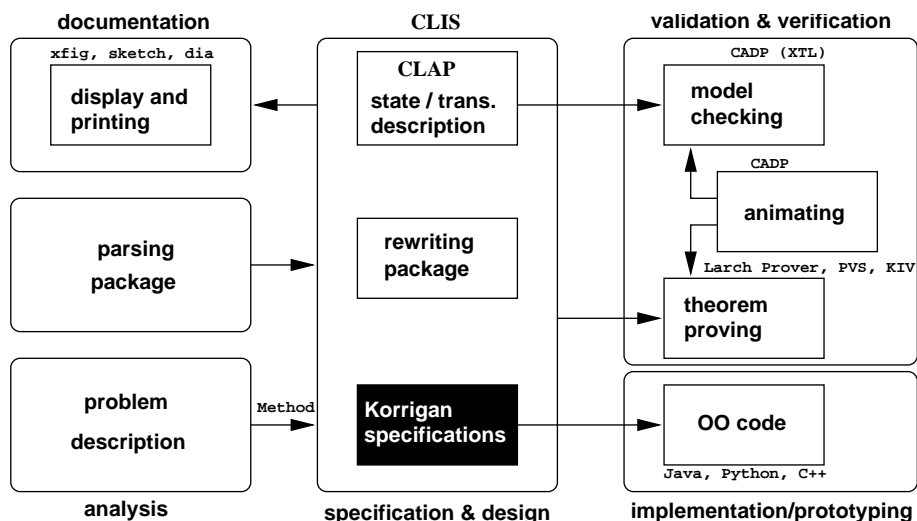 documentation
CLIS
validation & verification
xfig, sketch, dia
display and
printing
CLAP
state / trans.
description
CADP (XTL)
model
checking
CADP
animating
parsing
package
rewriting
package
Larch Prover, PVS, KIV
theorem
proving
problem
description
Method
Korrigan
specifications
OO code
Java, Python, C++
analysis
specification & design
implementation/prototyping